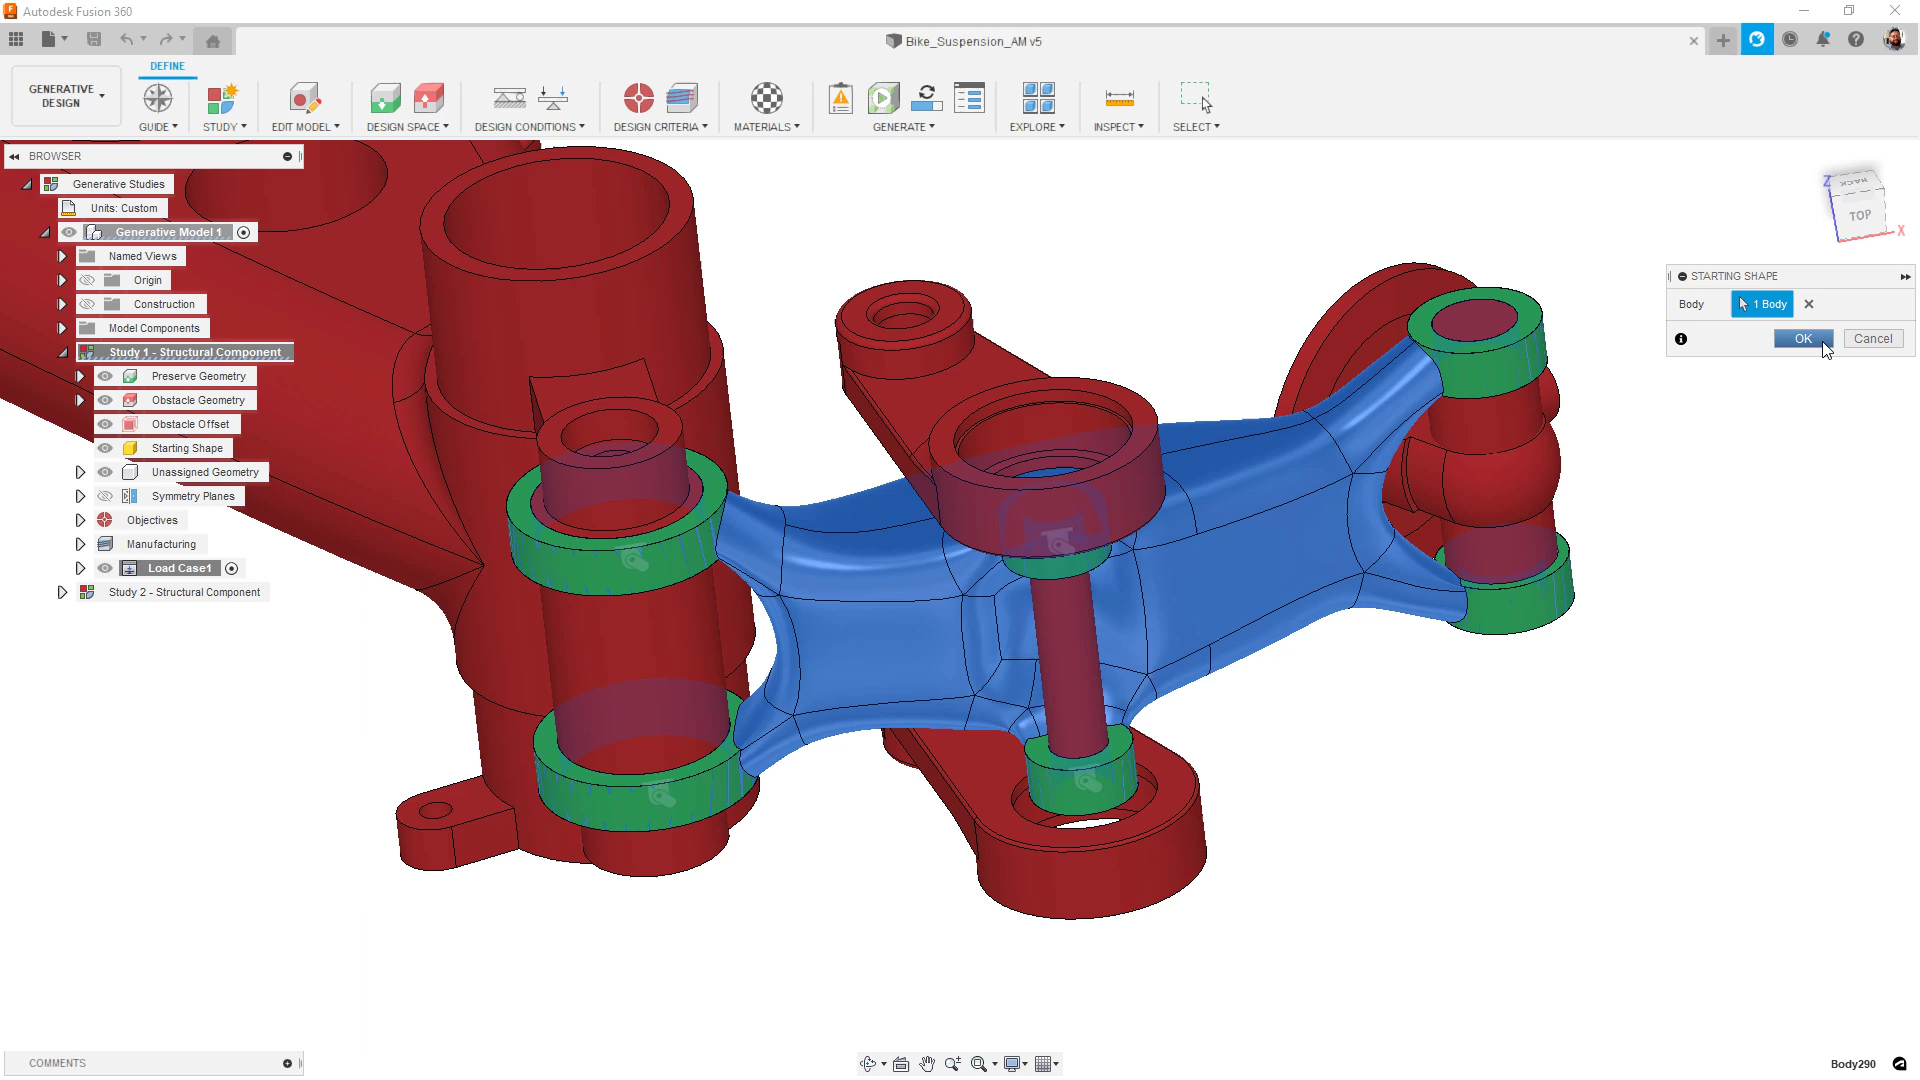 Autodesk Fusion 360
Bike_Suspension_AM v5
DEFINE
GENERATIVE
DESIGN
GUIDE
STUDY
EDIT MODEL
DESIGN SPACE
DESIGN CONDITIONS
DESIGN CRITERIA
MATERIALS
GENERATE
EXPLORE
INSPECT
SELECT
BROWSER
Generative Studies
Units: Custom
Generative Model 1
Named Views
Origin
Construction
Model Components
Study 1 - Structural Component
Preserve Geometry
Obstacle Geometry
Obstacle Offset
Starting Shape
Unassigned Geometry
Symmetry Planes
Objectives
Manufacturing
Load Case1
Study 2 - Structural Component
Z
BACK
TOP
X
STARTING SHAPE
Body
1 Body
OK
Cancel
COMMENTS
Body290